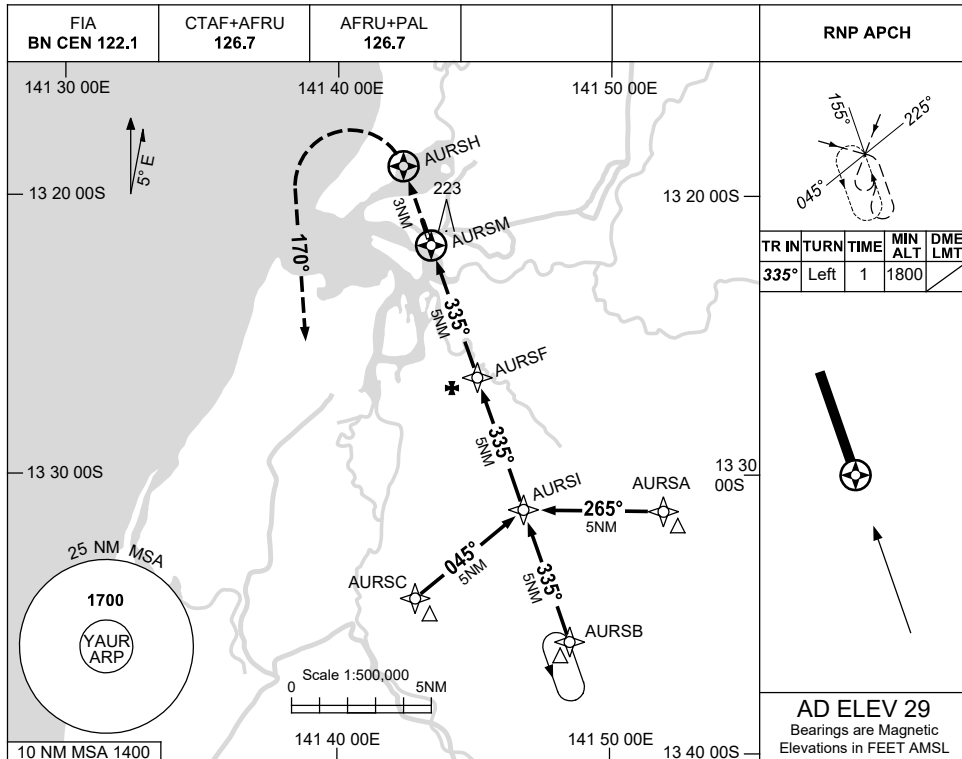 FIA
BN CEN 122.1
CTAF+AFRU
126.7
AFRU+PAL
126.7
RNP APCH
141 30 00E
141 40 00E
141 50 00E
5° E
13 20 00S
13 20 00S
AURSH
223
3NM
AURSM
170°
335°
5NM
AURSF
335°
5NM
13 30 00S
13 30
00S
AURSI
AURSA
265°
5NM
045°
5NM
AURSC
335°
5NM
AURSB
25 NM MSA
1700
YAUR
ARP
10 NM MSA 1400
Scale 1:500,000
0
5NM
141 40 00E
141 50 00E
13 40 00S
155°
225°
045°
TR IN
TURN
TIME
MIN
ALT
DME
LMT
335°
Left
1
1800
AD ELEV 29
Bearings are Magnetic
Elevations in FEET AMSL